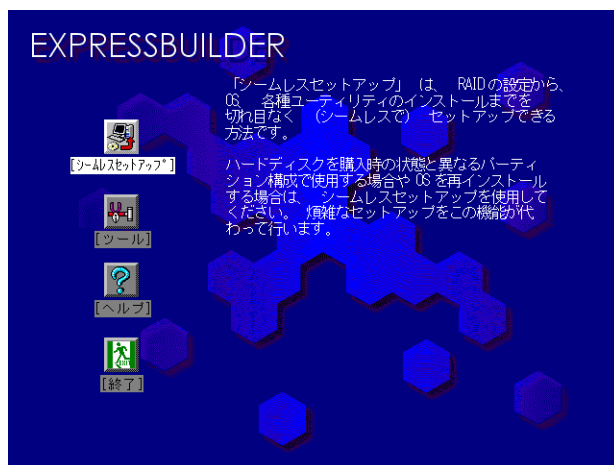 EXPRESSBUILDER
「シームレスセットアップ」 は、 RAIDの設定から、
OS、 各種ユーティリティのインストールまでを
切れ目なく （シームレスで） セットアップできる
方法です。
ハードディスクを購入時の状態と異なるパーティ
ション構成で使用する場合や OSを再インストール
する場合は、 シームレスセットアップを使用して
ください。 煩雑なセットアップをこの機能が代
わって行います。
[シームレスセットアップ]
[ツール]
[ヘルプ]
EXIT
[終了]